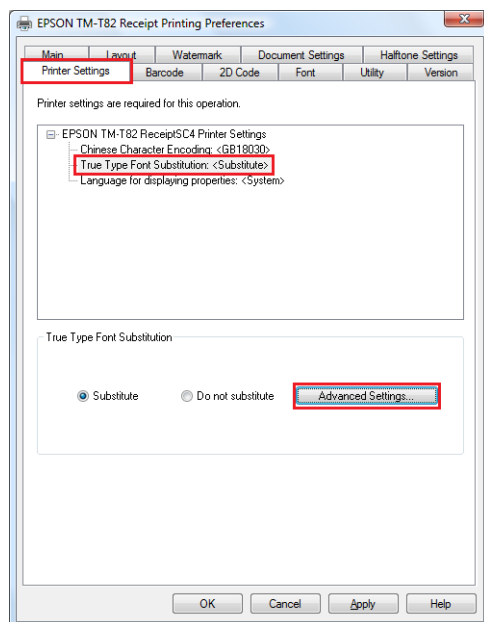 EPSON TM-T82 Receipt Printing Preferences
Main Layout Watermark Document Settings Halftone Settings
Printer Settings Barcode 2D Code Font Utility Version
Printer settings are required for this operation.
EPSON TM-T82 ReceiptSC4 Printer Settings
Chinese Character Encoding: <GB18030>
True Type Font Substitution: <Substitute>
Language for displaying properties: <System>
True Type Font Substitution
Substitute Do not substitute Advanced Settings...
OK Cancel Apply Help